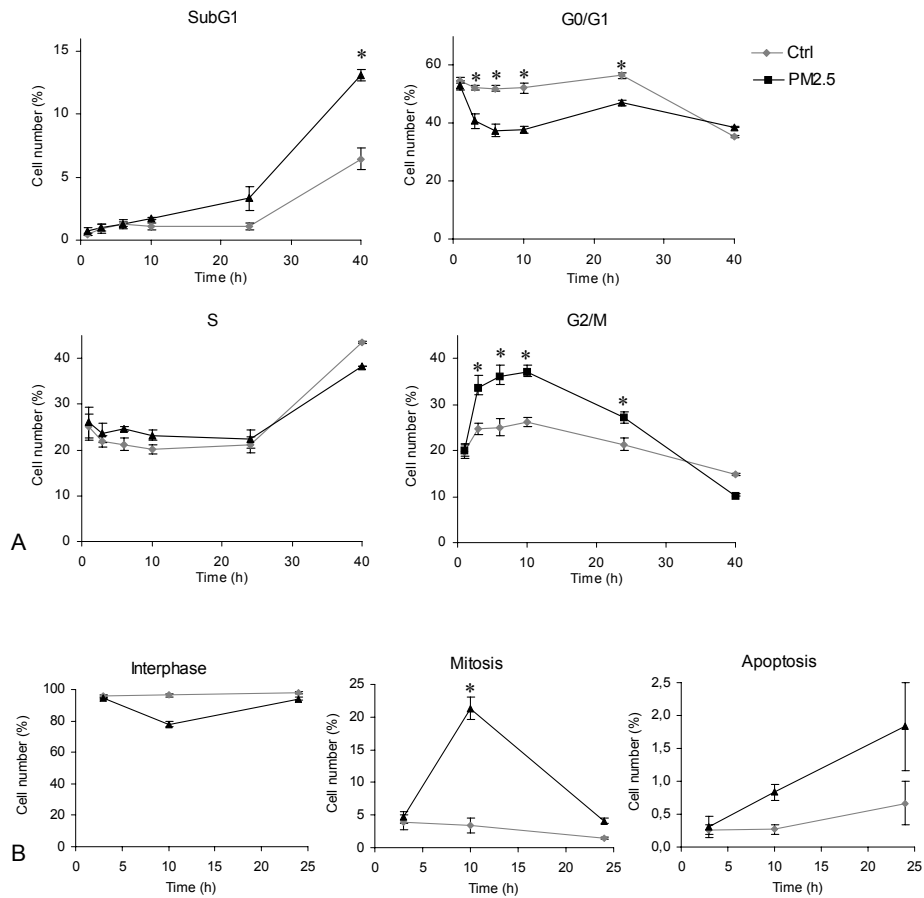 SubG1
15
10
5
0
0 10 20 30 40
Cell number (%)
Time (h)
*
G0/G1
60
40
20
0
0 10 20 30 40
Cell number (%)
Time (h)
* * * *
Ctrl
PM2.5
S
40
30
20
10
0
0 10 20 30 40
Cell number (%)
Time (h)
G2/M
40
30
20
10
0
0 10 20 30 40
Cell number (%)
Time (h)
* * * *
A
Interphase
100
80
60
40
20
0
0 5 10 15 20 25
Cell number (%)
Time (h)
Mitosis
25
20
15
10
5
0
0 5 10 15 20 25
Cell number (%)
Time (h)
*
Apoptosis
2,5
2,0
1,5
1,0
0,5
0,0
0 5 10 15 20 25
Cell number (%)
Time (h)
B